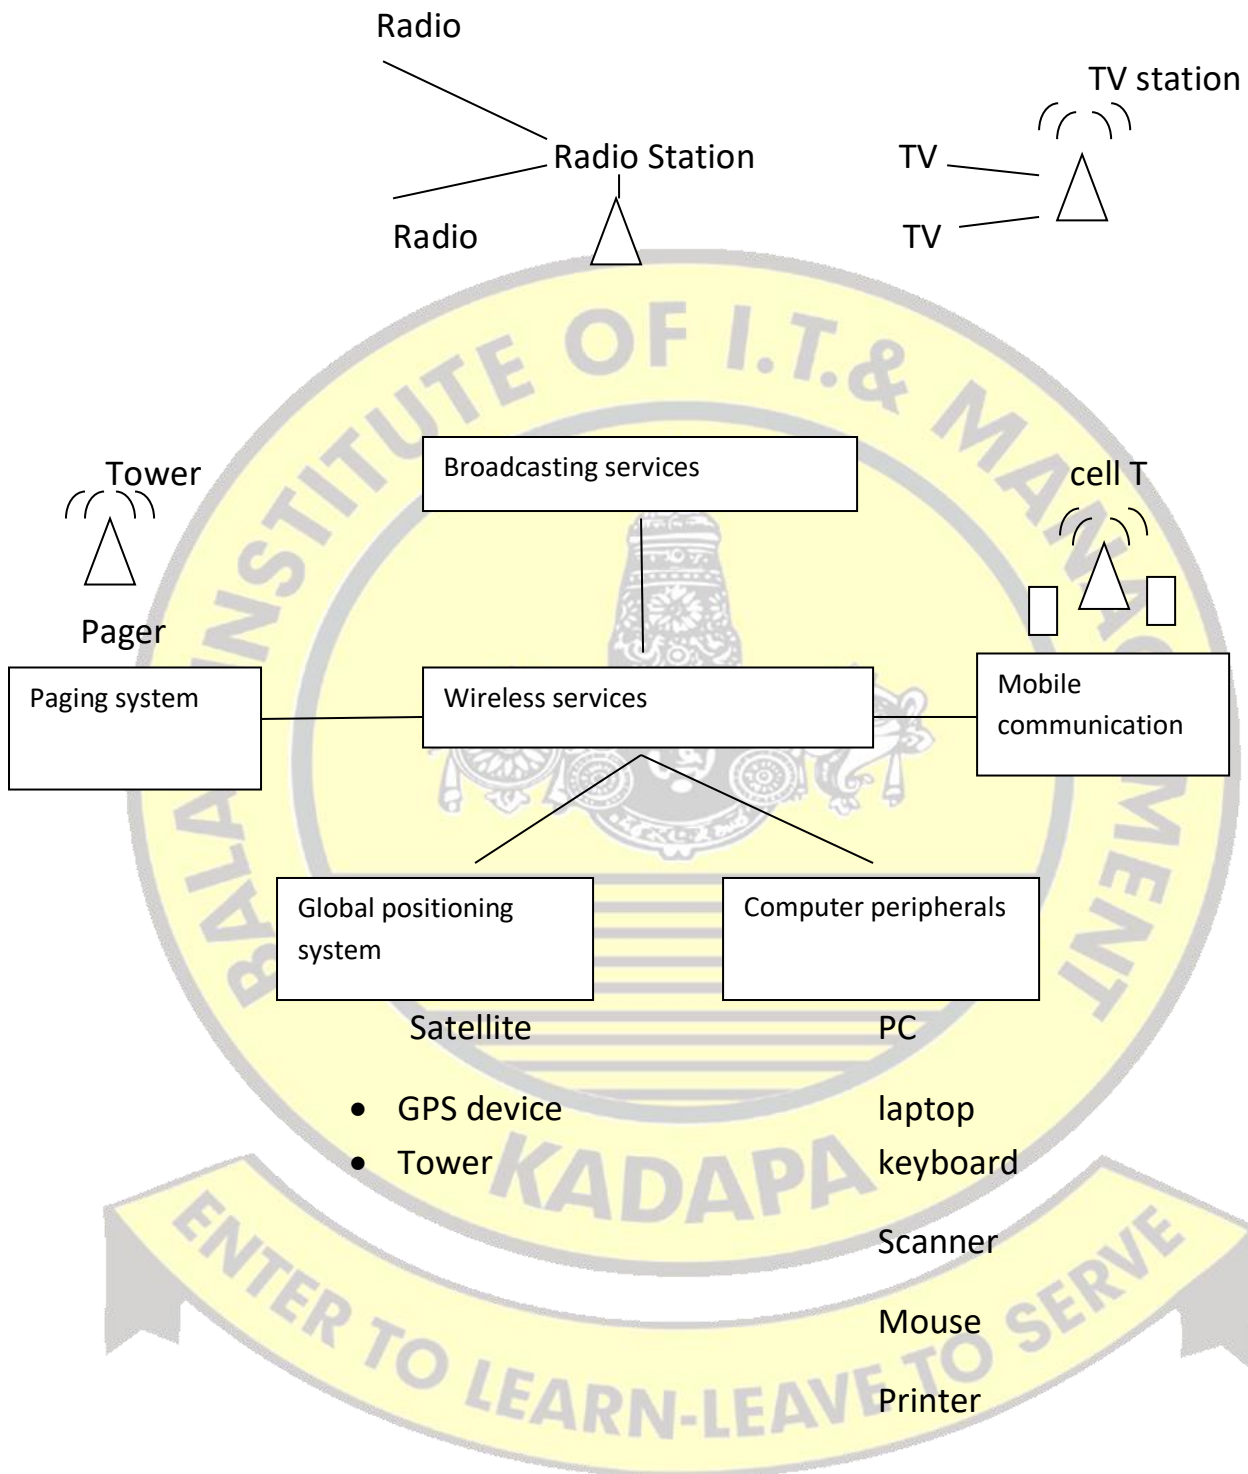 Radio
TV station
Radio Station
TV
Radio
TV
BALAJI INSTITUTE OF I.T.& MANAGEMENT
Broadcasting services
Tower
cell T
Pager
Paging system
Wireless services
Mobile
communication
Global positioning
system
Computer peripherals
Satellite
PC
• GPS device
laptop
• Tower
keyboard
KADAPA
Scanner
Mouse
Printer
ENTER TO LEARN-LEAVE TO SERVE